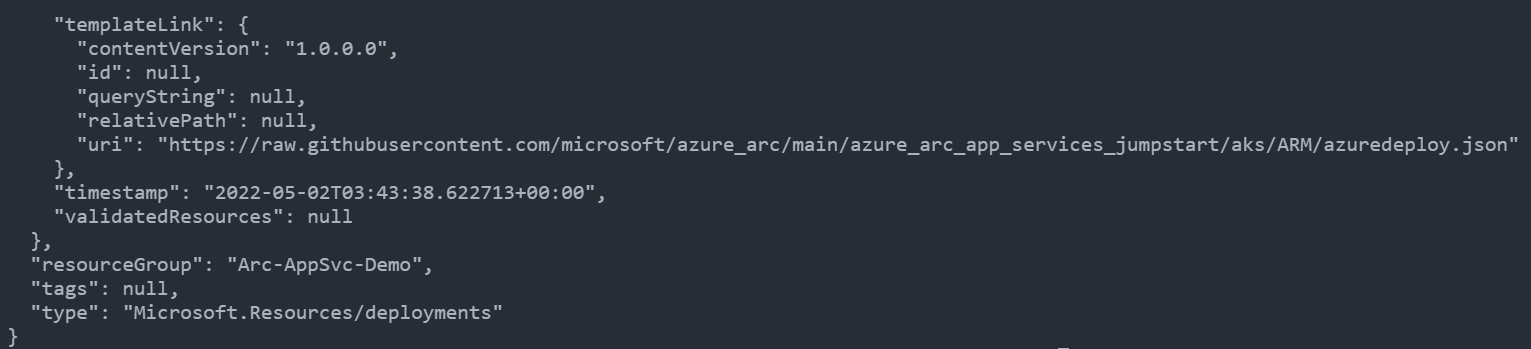 "templateLink": {
      "contentVersion": "1.0.0.0",
      "id": null,
      "queryString": null,
      "relativePath": null,
      "uri": "https://raw.githubusercontent.com/microsoft/azure_arc/main/azure_arc_app_services_jumpstart/aks/ARM/azuredeploy.json"
    },
    "timestamp": "2022-05-02T03:43:38.622713+00:00",
    "validatedResources": null
  },
  "resourceGroup": "Arc-AppSvc-Demo",
  "tags": null,
  "type": "Microsoft.Resources/deployments"
}